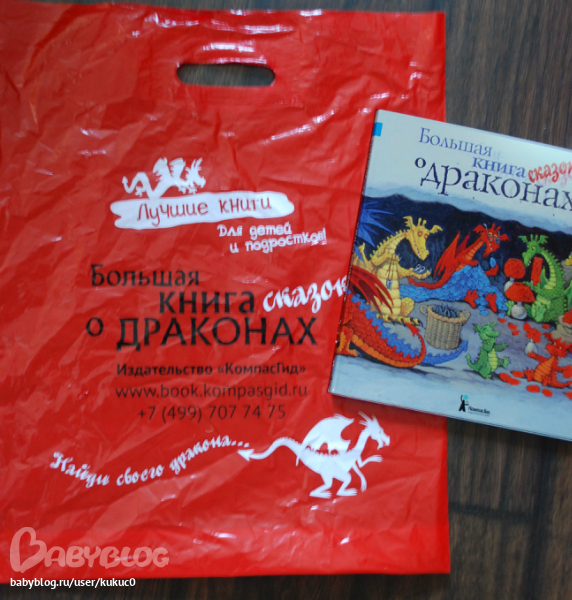 Лучшие книги
Для детей
и подростков!
Большая
книга сказок
о драконах
Издательство «КомпасГид»
www.book.kompasgid.ru
+7 (499) 707 74 75
Найди своего дракона...
Большая
книга сказок
о драконах
BABYBLOG
babyblog.ru/user/kukuc0